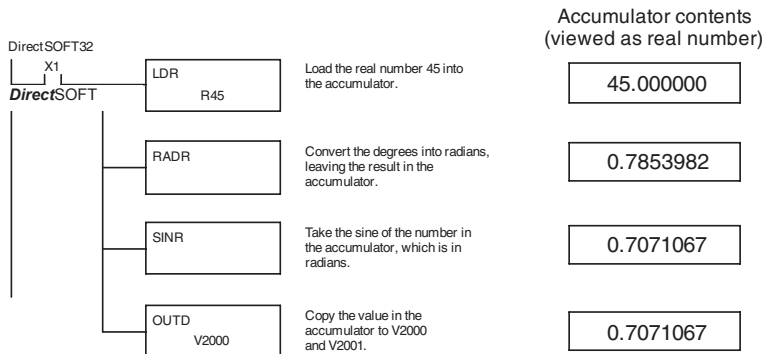 Accumulator contents
(viewed as real number)
DirectSOFT32
X1
DirectSOFT
LDR
R45
Load the real number 45 into
the accumulator.
45.000000
RADR
Convert the degrees into radians,
leaving the result in the
accumulator.
0.7853982
SINR
Take the sine of the number in
the accumulator, which is in
radians.
0.7071067
OUTD
V2000
Copy the value in the
accumulator to V2000
and V2001.
0.7071067